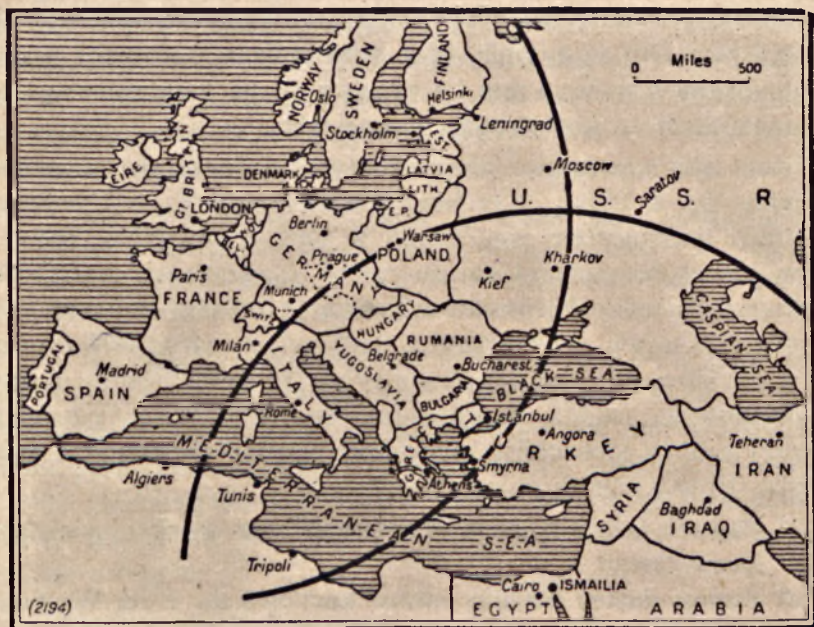 Miles
0 500
NORWAY
Oslo
SWEDEN
FINLAND
Helsinki
Stockholm
Leningrad
EST.
Moscow
EIRE
GT BRITAIN
DENMARK
LATVIA
LITH.
U. S. S. R
Saratov
LONDON
E.P.
Berlin
GERMANY
Warsaw
POLAND
Prague
Kharkov
Kief
Paris
FRANCE
Munich
SWIT.
HUNGARY
RUMANIA
CASPIAN SEA
Milan
ITALY
YUGOSLAVIA
Belgrade
Bucharest
BLACK SEA
PORTUGAL
Madrid
SPAIN
Rome
BULGARIA
Istanbul
TURKEY
Angora
Teheran
IRAN
MEDITERRANEAN SEA
GREECE
Smyrna
Athens
Algiers
Tunis
SYRIA
Baghdad
IRAQ
Tripoli
Cairo
ISMAILIA
EGYPT
ARABIA
(2194)